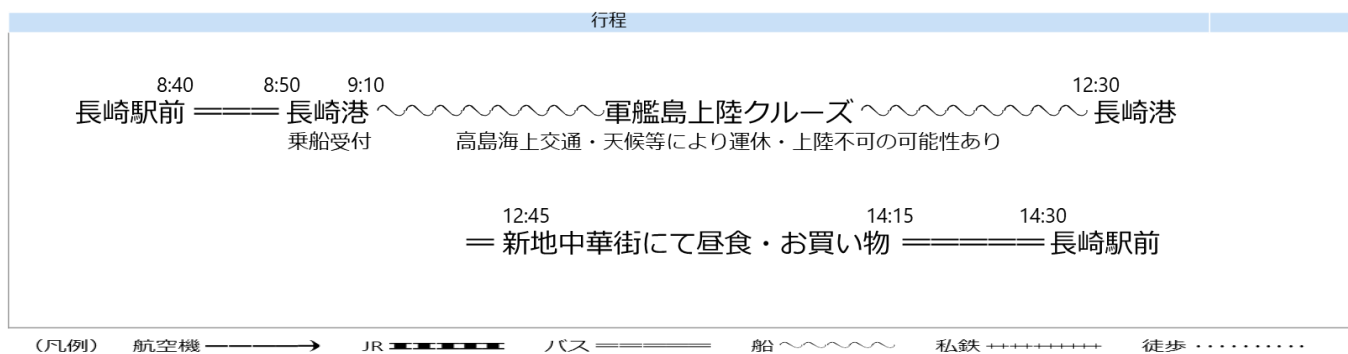 行程
8:40 8:50 9:10 12:30
長崎駅前 長崎港 軍艦島上陸クルーズ 長崎港
乗船受付 高島海上交通・天候等により運休・上陸不可の可能性あり
12:45 14:15 14:30
新地中華街にて昼食・お買い物 長崎駅前
(凡例) 航空機 JR バス 船 私鉄 徒歩